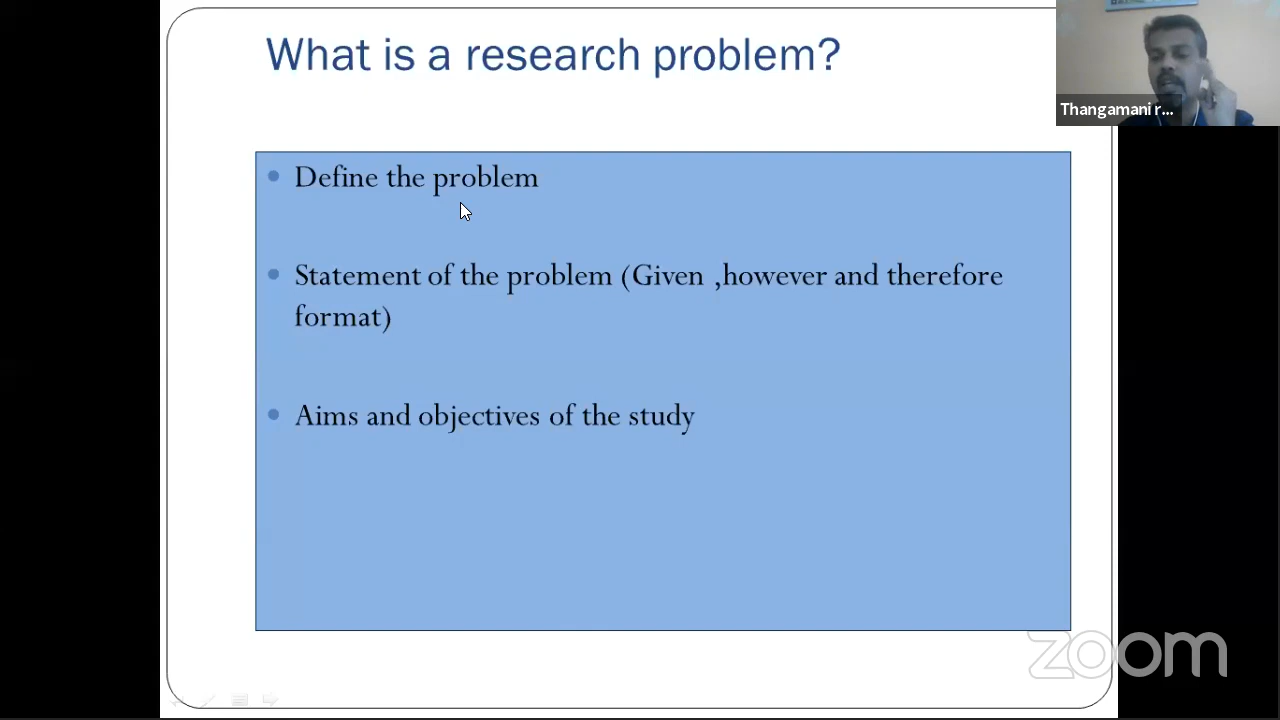 What is a research problem?
Thangamani r...
Define the problem
Statement of the problem (Given ,however and therefore
format)
Aims and objectives of the study
zoom